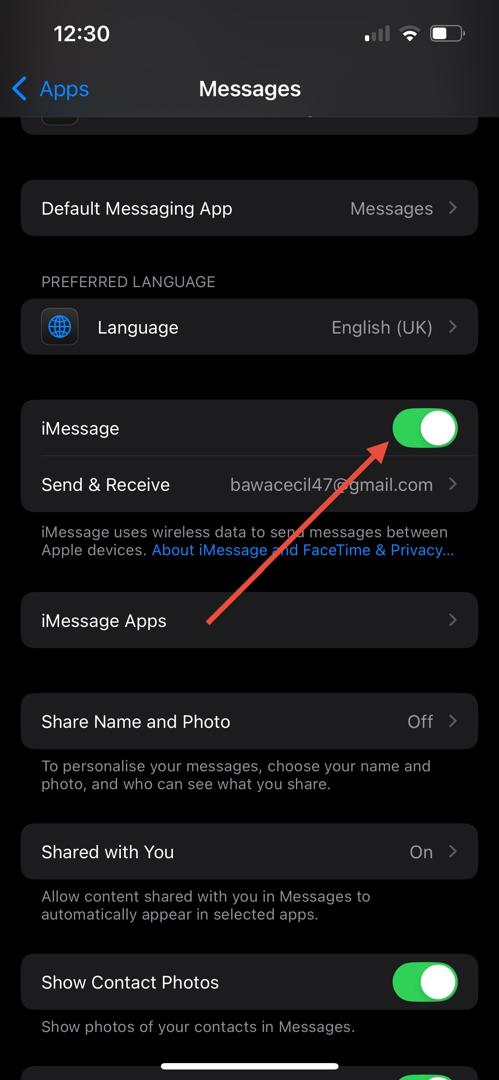 12:30
Apps
Messages
Default Messaging App Messages
PREFERRED LANGUAGE
Language English (UK)
iMessage
Send & Receive bawacecil47@gmail.com
iMessage uses wireless data to send messages between
Apple devices. About iMessage and FaceTime & Privacy...
iMessage Apps
Share Name and Photo Off
To personalise your messages, choose your name and
photo, and who can see what you share.
Shared with You On
Allow content shared with you in Messages to
automatically appear in selected apps.
Show Contact Photos
Show photos of your contacts in Messages.